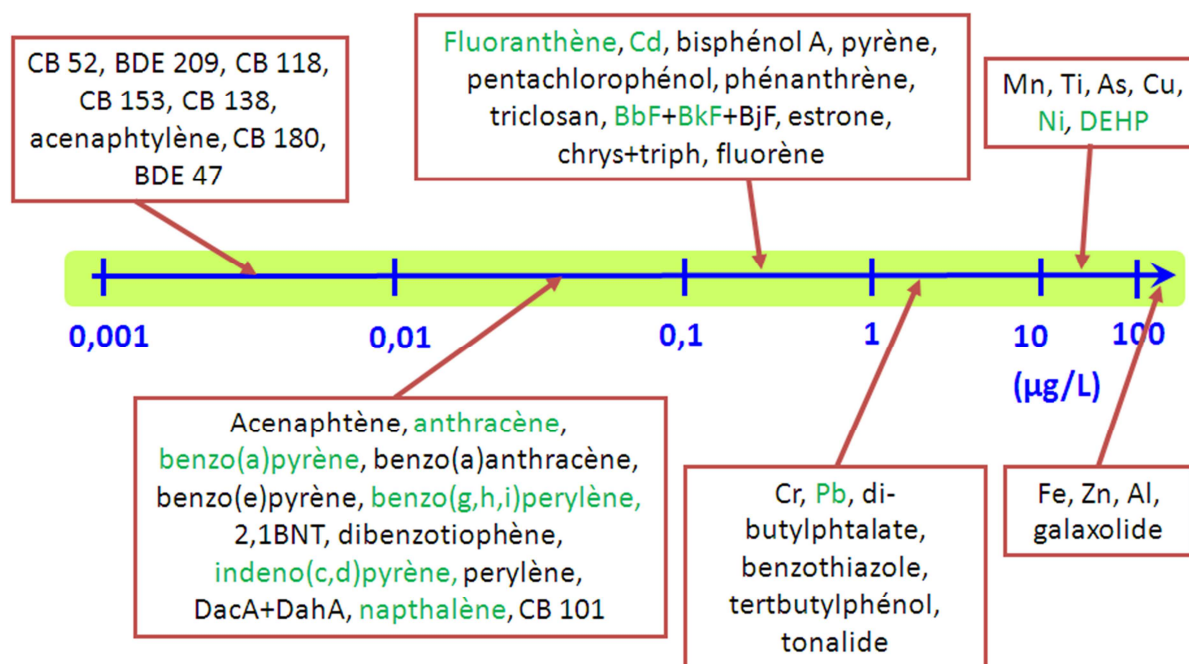 CB 52, BDE 209, CB 118,
CB 153, CB 138,
acenaphtylène, CB 180,
BDE 47
Fluoranthène, Cd, bisphénol A, pyrène,
pentachlorophénol, phénanthrène,
triclosan, BbF+BkF+BjF, estrone,
chrys+triph, fluorène
Mn, Ti, As, Cu,
Ni, DEHP
0,001
0,01
0,1
1
10
100
(µg/L)
Acenaphtène, anthracène,
benzo(a)pyrène, benzo(a)anthracène,
benzo(e)pyrène, benzo(g,h,i)perylène,
2,1BNT, dibenzotiophène,
indeno(c,d)pyrène, perylène,
DacA+DahA, napthalène, CB 101
Cr, Pb, di-
butylphtalate,
benzothiazole,
tertbutylphénol,
tonalide
Fe, Zn, Al,
galaxolide